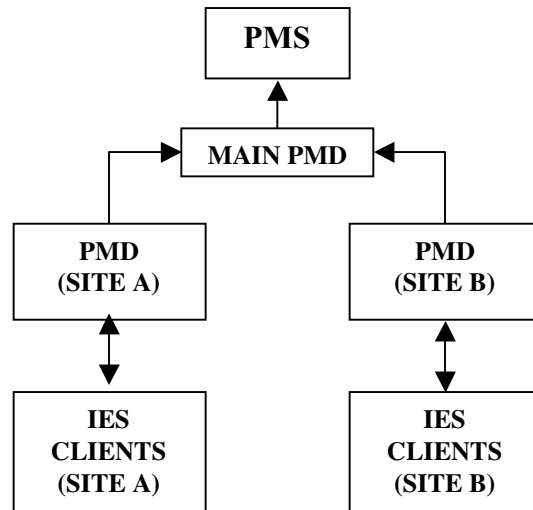 PMS
MAIN PMD
PMD
(SITE A)
PMD
(SITE B)
IES
CLIENTS
(SITE A)
IES
CLIENTS
(SITE B)